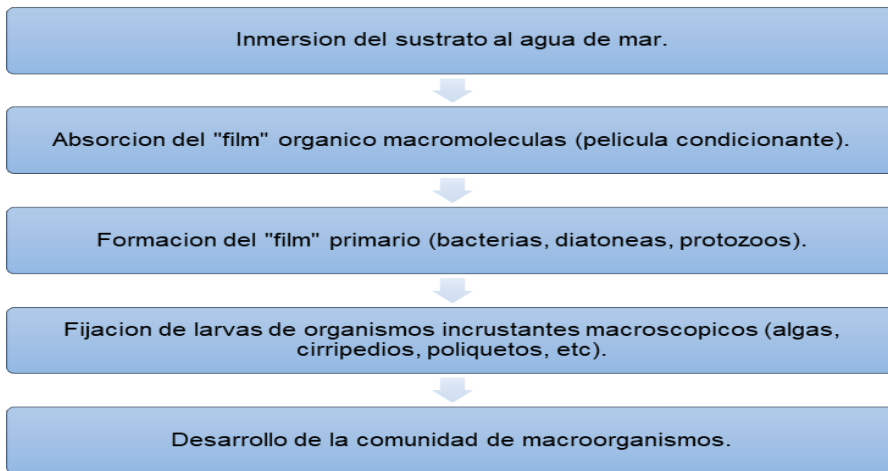 Inmersion del sustrato al agua de mar.
Absorcion del "film" organico macromoleculas (pelicula condicionante).
Formacion del "film" primario (bacterias, diatoneas, protozoos).
Fijacion de larvas de organismos incrustantes macroscopicos (algas,
cirripedios, poliquetos, etc).
Desarrollo de la comunidad de macroorganismos.